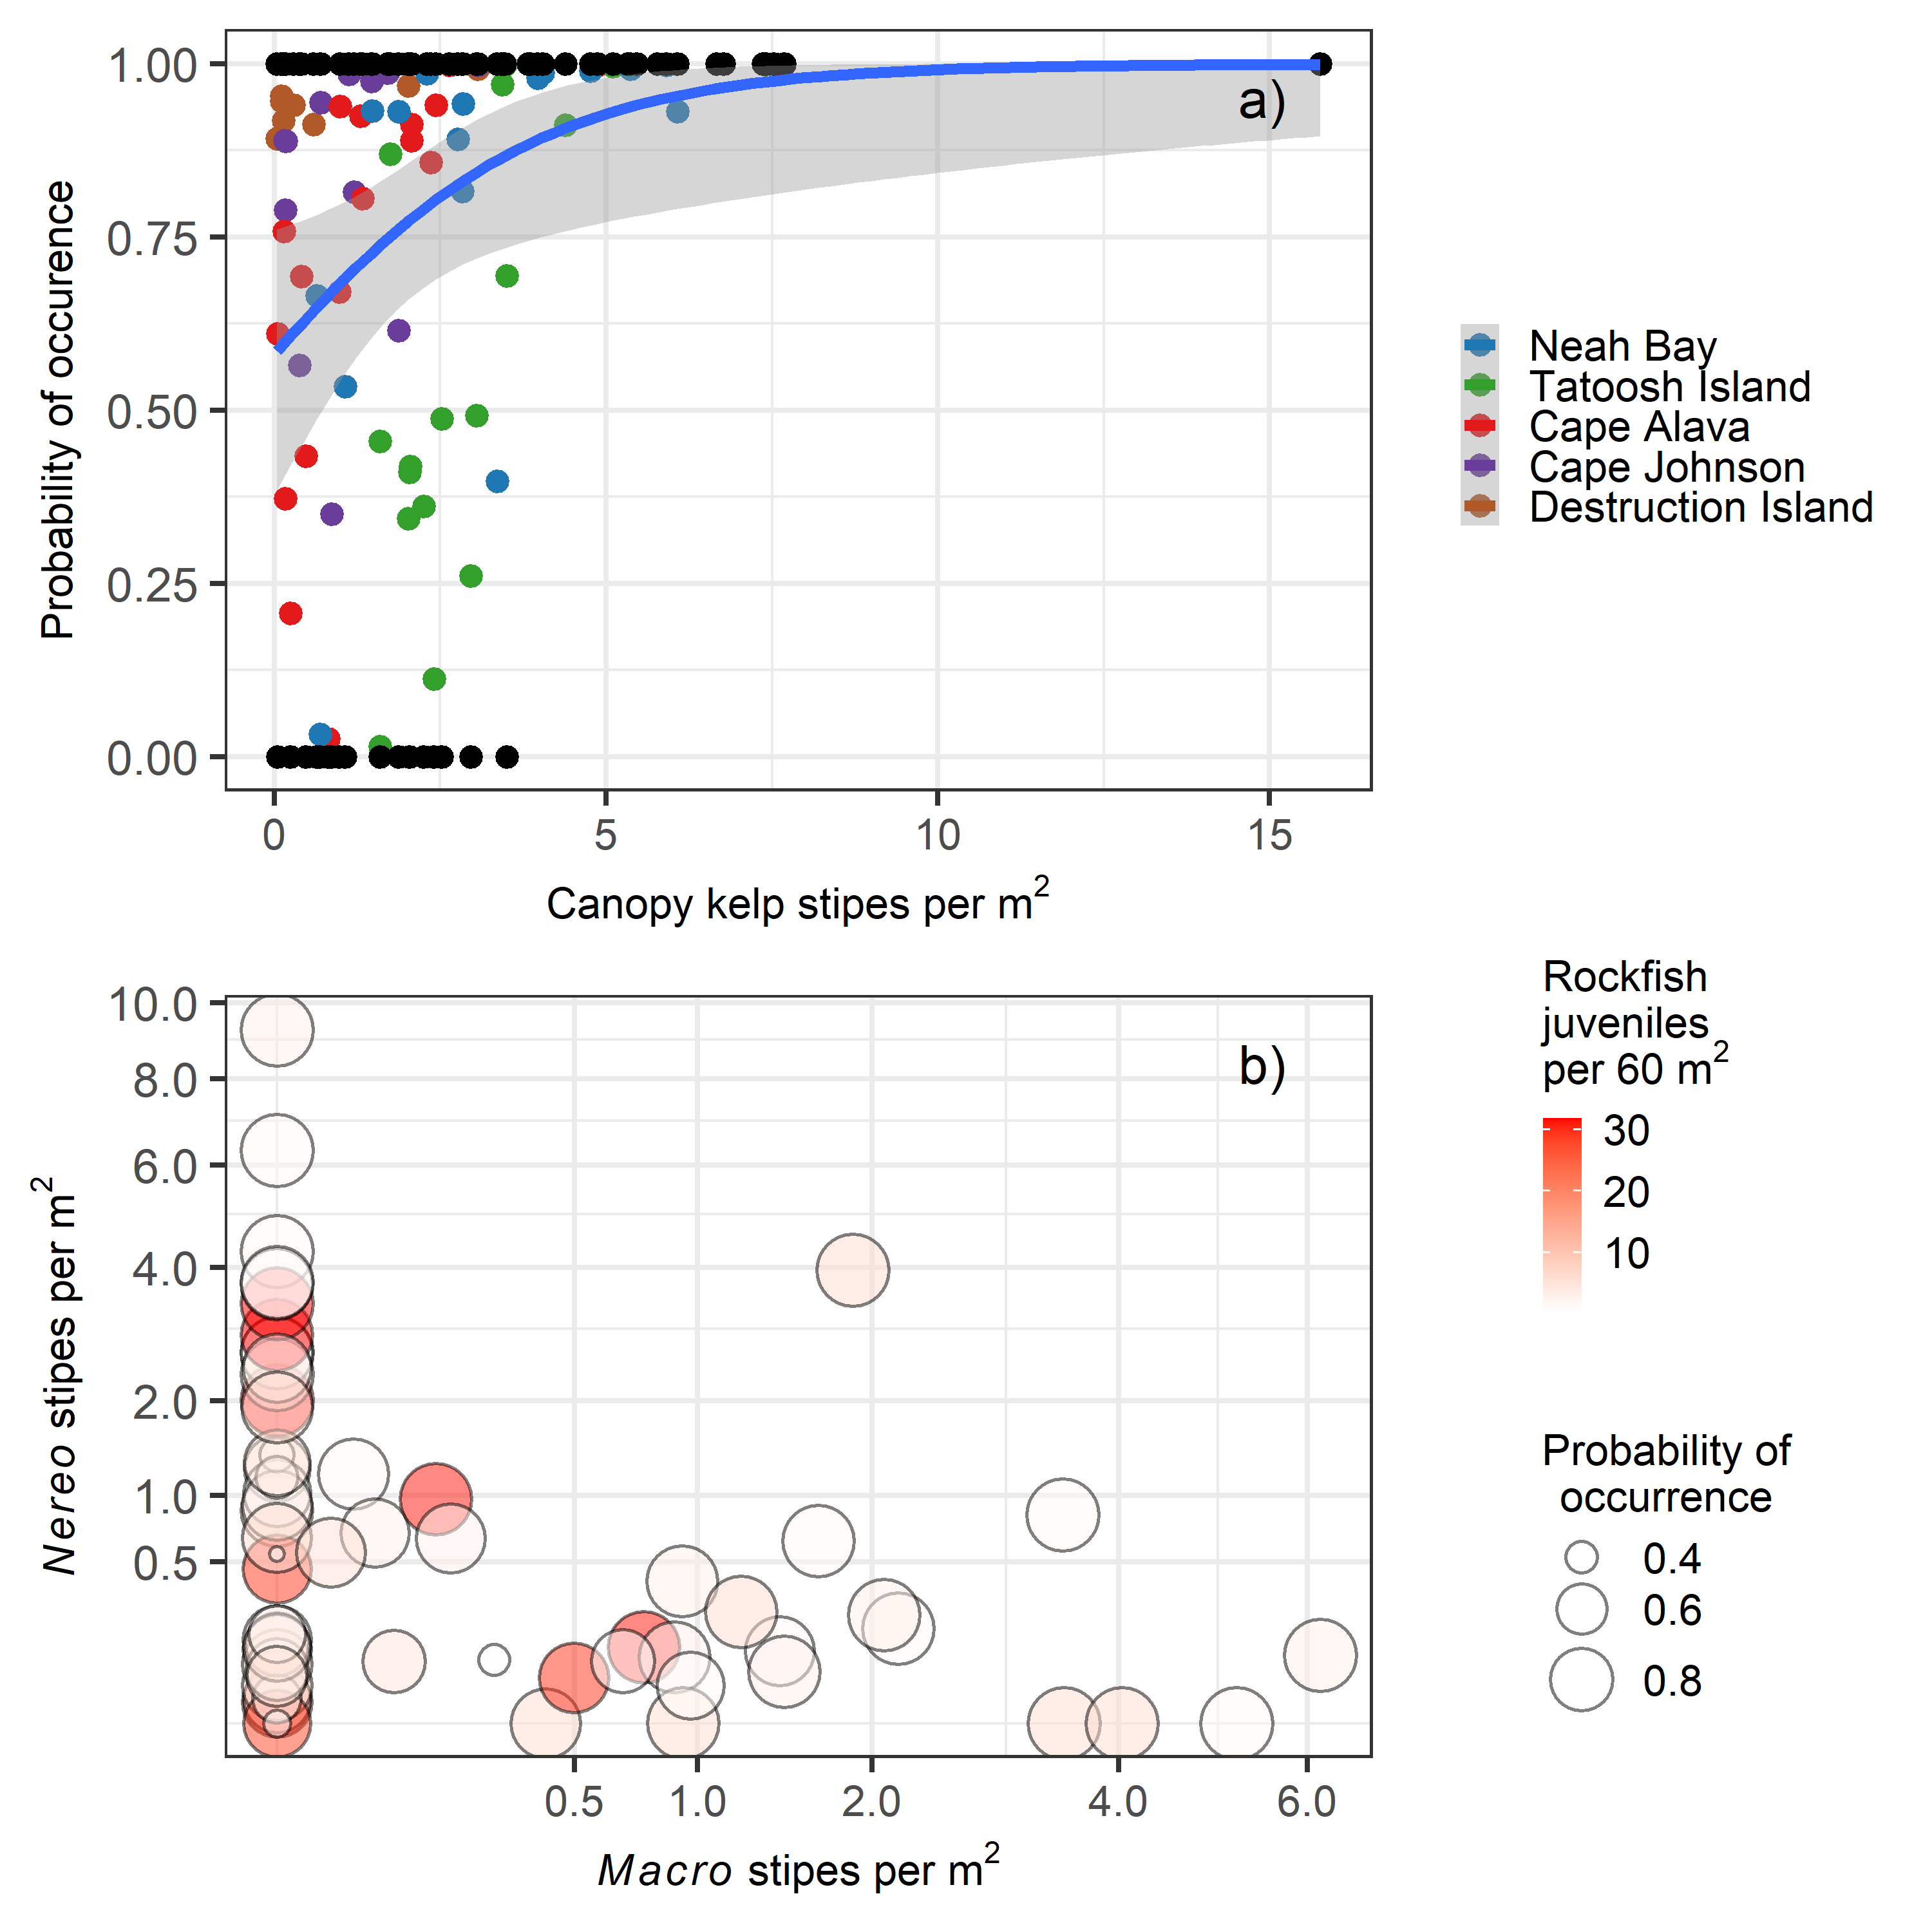 1.00
0.75
0.50
0.25
0.00
Probability of occurence
a)
0 5 10 15
Canopy kelp stipes per m2
Neah Bay
Tatoosh Island
Cape Alava
Cape Johnson
Destruction Island
10.0
8.0
6.0
4.0
2.0
1.0
0.5
Nereo stipes per m2
b)
0.5 1.0 2.0 4.0 6.0
Macro stipes per m2
Rockfish
juveniles
per 60 m2
30
20
10
Probability of
occurrence
0.4
0.6
0.8